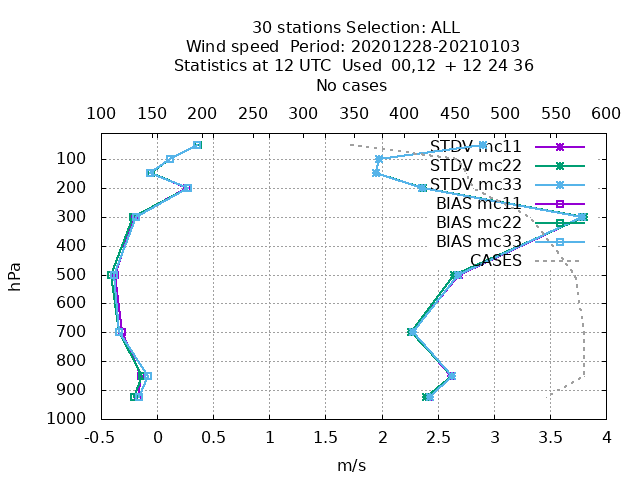 30 stations Selection: ALL
Wind speed  Period: 20201228-20210103
Statistics at 12 UTC  Used  00,12  + 12 24 36
No cases
100 150 200 250 300 350 400 450 500 550 600
STDV mc11
100
STDV mc22
STDV mc33
200
BIAS mc11
300
BIAS mc22
BIAS mc33
400
CASES
500
hPa
600
700
800
900
1000
-0.5 0 0.5 1 1.5 2 2.5 3 3.5 4
m/s